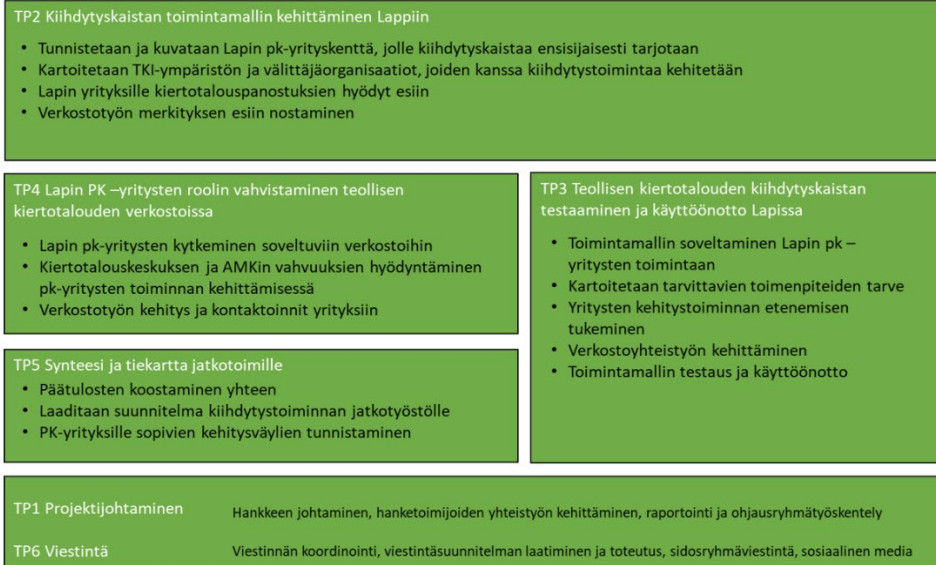 TP2 Kiihdytyskaistan toimintamallin kehittäminen Lappiin
• Tunnistetaan ja kuvataan Lapin pk-yrityskenttä, jolle kiihdytyskaistaa ensisijaisesti tarjotaan
• Kartoitetaan TKI-ympäristön ja välittäjäorganisaatiot, joiden kanssa kiihdytystoimintaa kehitetään
• Lapin yrityksille kiertotalouspanostuksien hyödyt esiin
• Verkostotyön merkityksen esiin nostaminen
TP4 Lapin PK –yritysten roolin vahvistaminen teollisen
kiertotalouden verkostoissa
• Lapin pk-yritysten kytkeminen soveltuviin verkostoihin
• Kiertotalouskeskuksen ja AMKin vahvuuksien hyödyntäminen
pk-yritysten toiminnan kehittämisessä
• Verkostotyön kehitys ja kontaktoinnit yrityksiin
TP3 Teollisen kiertotalouden kiihdytyskaistan
testaaminen ja käyttöönotto Lapissa
• Toimintamallin soveltaminen Lapin pk –
yritysten toimintaan
• Kartoitetaan tarvittavien toimenpiteiden tarve
• Yritysten kehitystoiminnan etenemisen
tukeminen
• Verkostoyhteistyön kehittäminen
• Toimintamallin testaus ja käyttöönotto
TP5 Synteesi ja tiekartta jatkotoimille
• Päätulosten koostaminen yhteen
• Laaditaan suunnitelma kiihdytystoiminnan jatkotyöstölle
• PK-yrityksille sopivien kehitysväylien tunnistaminen
TP1 Projektijohtaminen Hankkeen johtaminen, hanketoimijoiden yhteistyön kehittäminen, raportointi ja ohjausryhmätyöskentely
TP6 Viestintä Viestinnän koordinointi, viestintäsuunnitelman laatiminen ja toteutus, sidosryhmäviestintä, sosiaalinen media